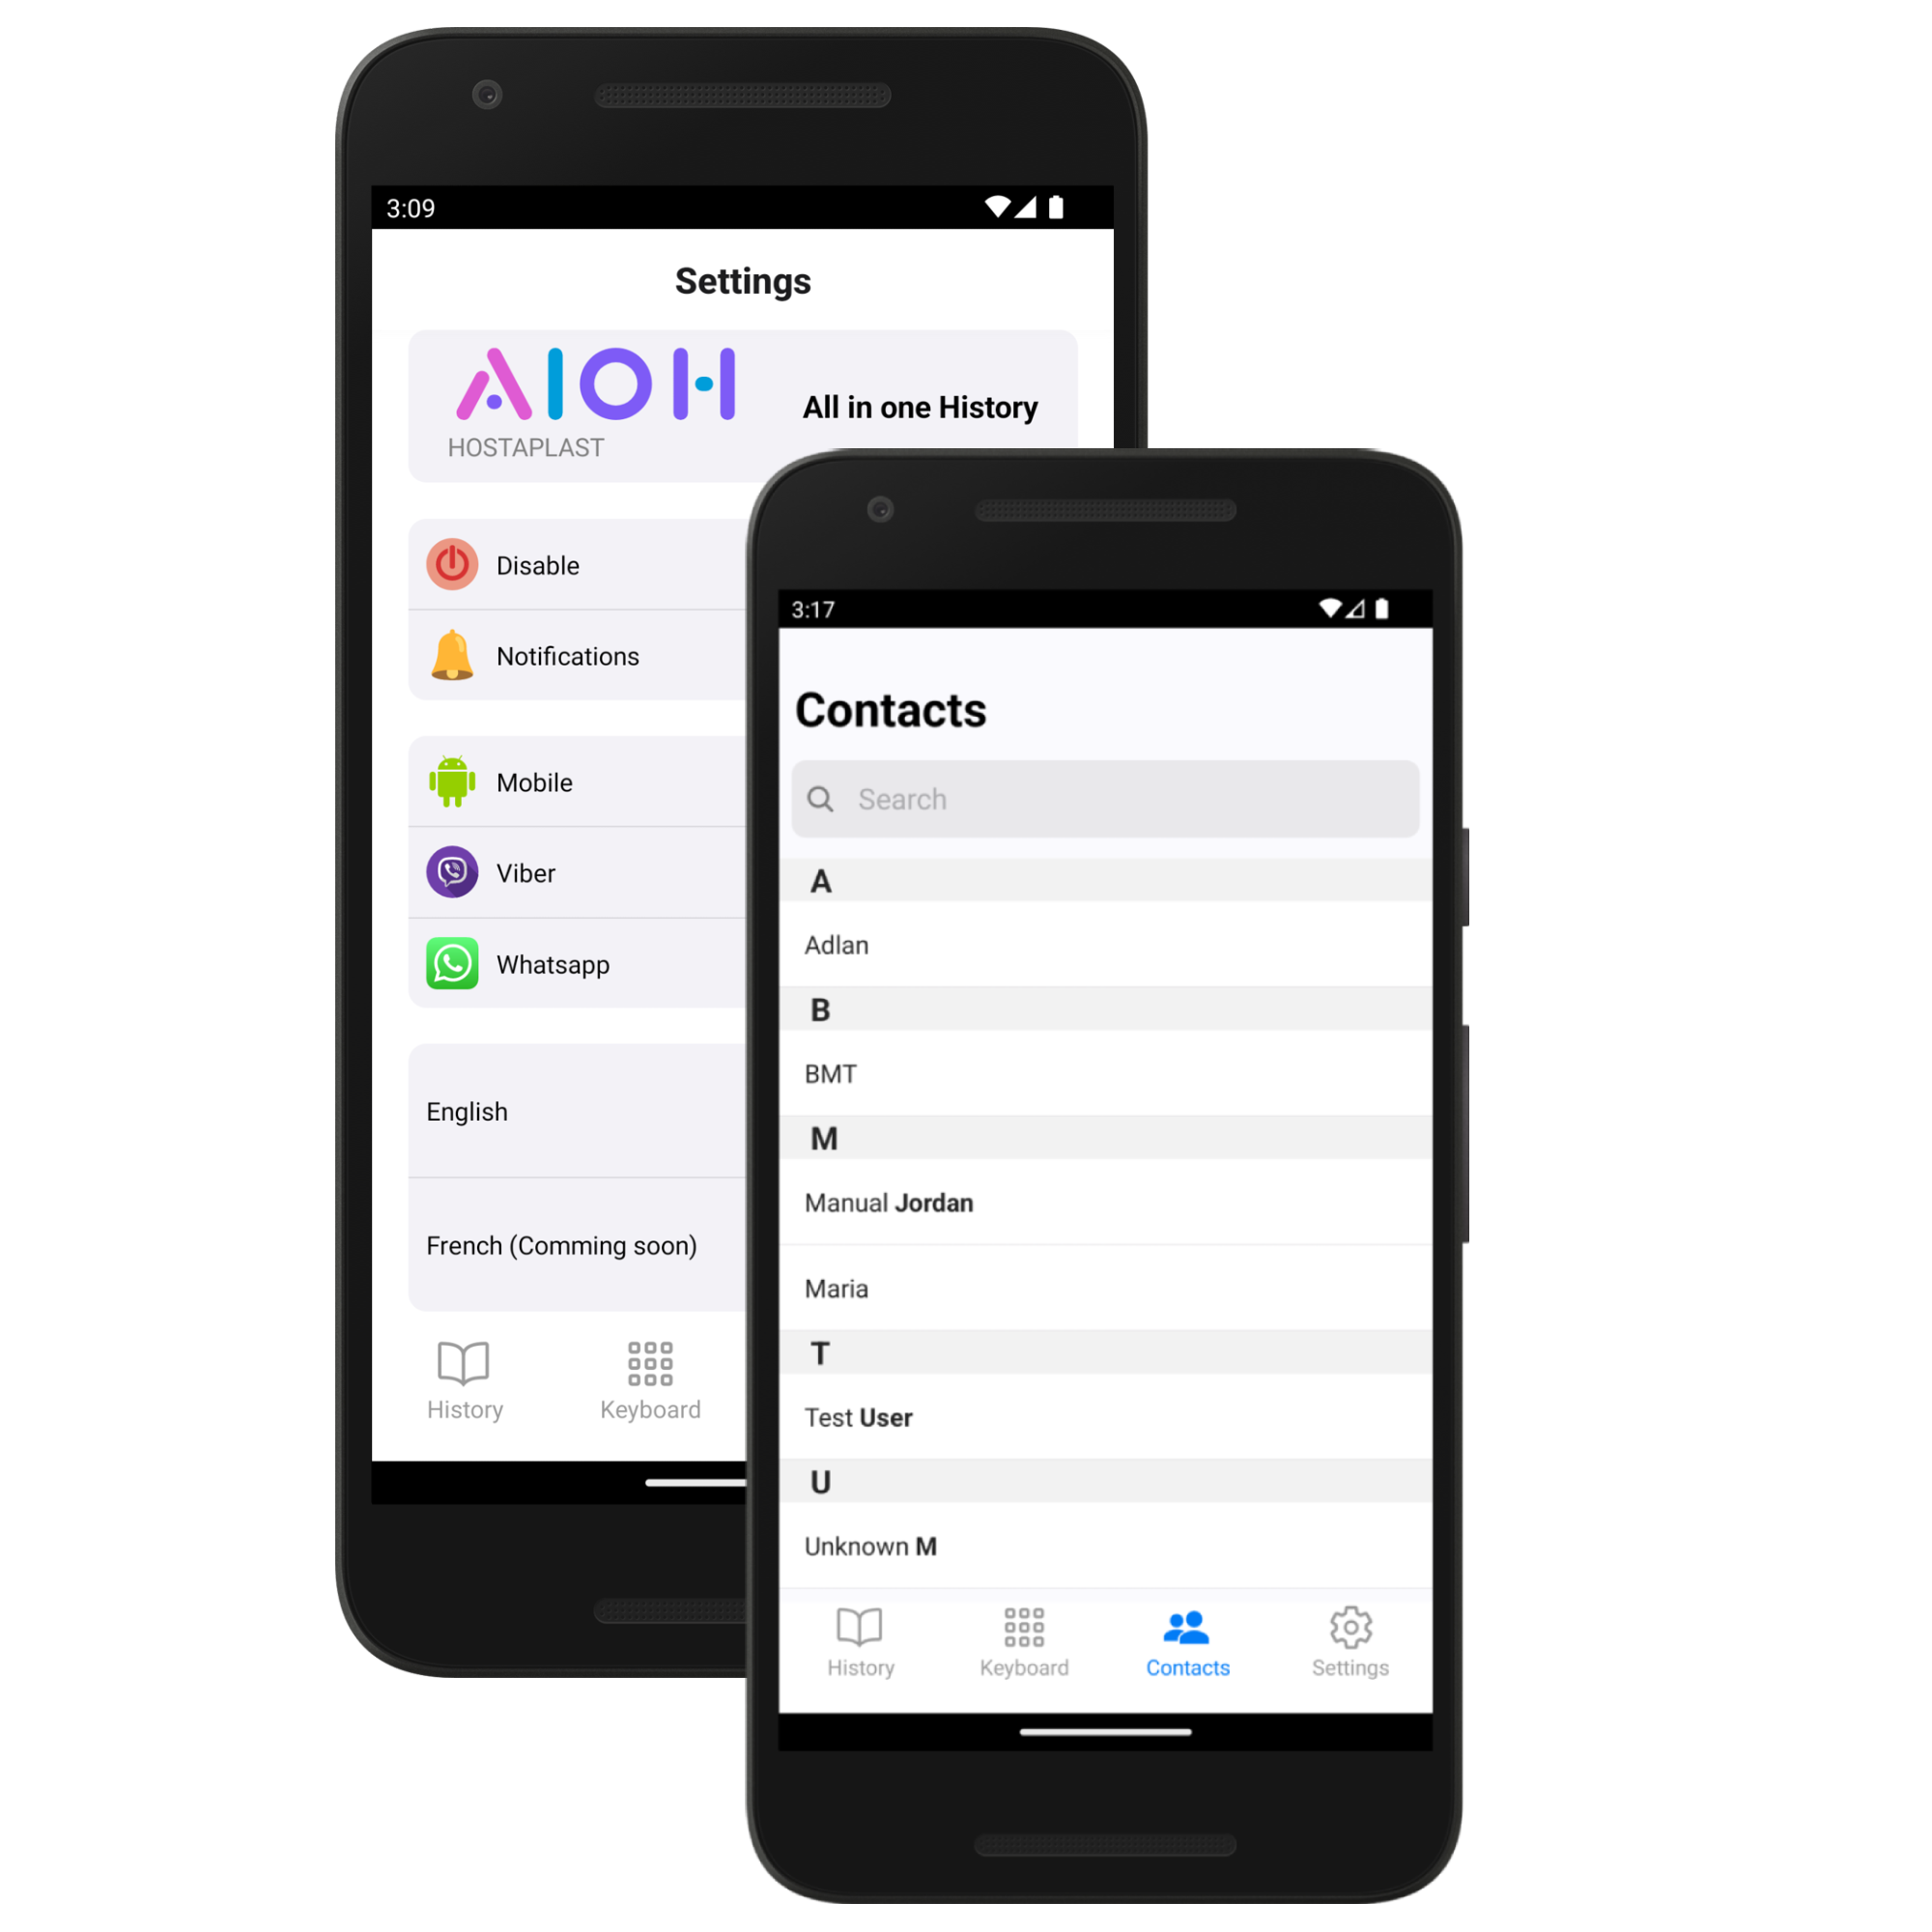 3:09
Settings
AIOH
HOSTAPLAST
All in one History
Disable
Notifications
Mobile
Viber
Whatsapp
English
French (Comming soon)
History
Keyboard
3:17
Contacts
Search
A
Adlan
B
BMT
M
Manual Jordan
Maria
T
Test User
U
Unknown M
History
Keyboard
Contacts
Settings